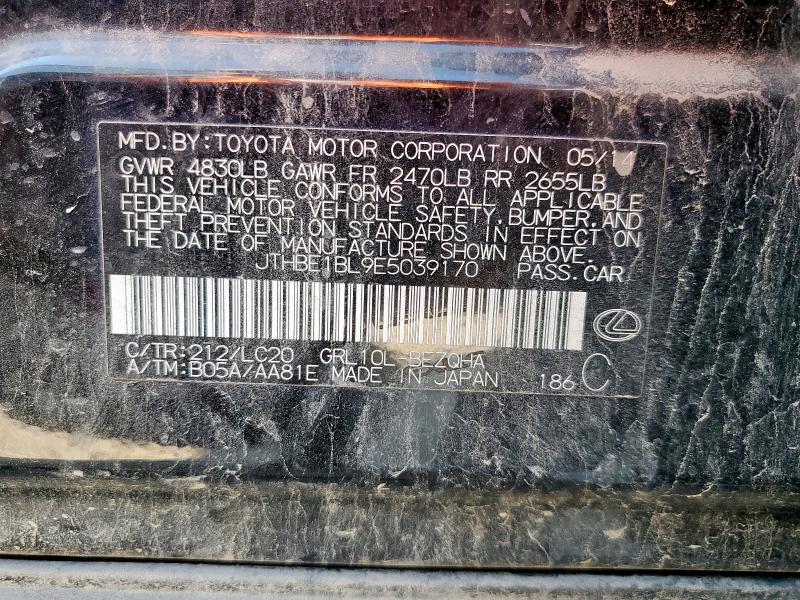 MFD. BY: TOYOTA MOTOR CORPORATION 05/14
GVWR 4830LB GAWR FR 2470LB RR 2655LB
THIS VEHICLE CONFORMS TO ALL APPLICABLE
FEDERAL MOTOR VEHICLE SAFETY, BUMPER, AND
THEFT PREVENTION STANDARDS IN EFFECT ON
THE DATE OF MANUFACTURE SHOWN ABOVE.
JTHBE1BL9E5039170 PASS. CAR
C/TR: 212/LC20 GRL10L-BEZQHA
A/TM: B05A/AA81E MADE IN JAPAN 186 C